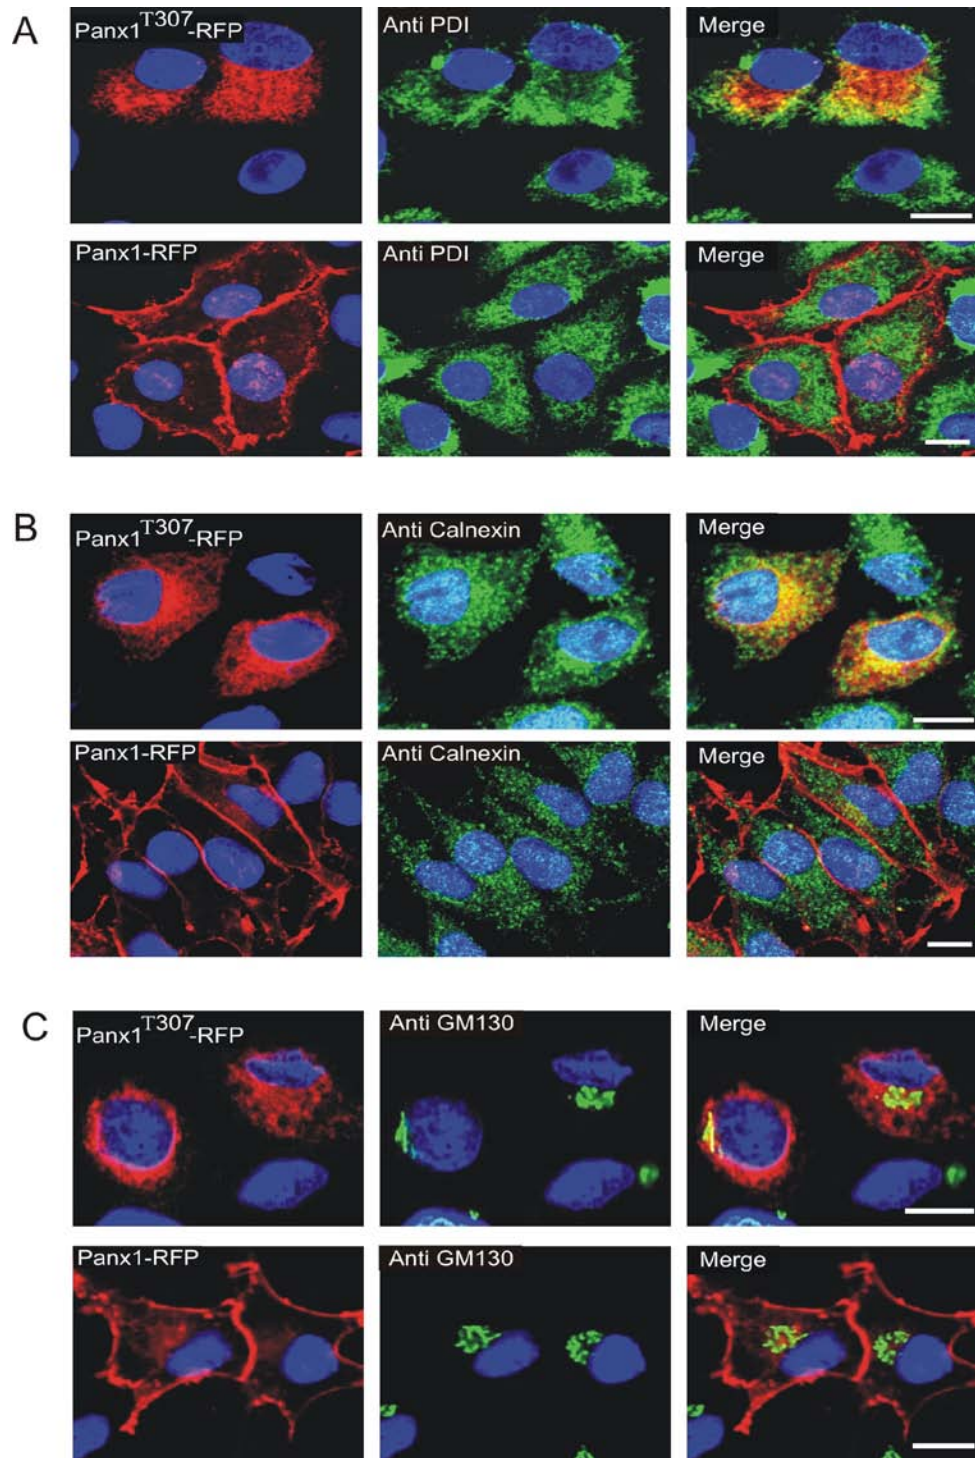 A
Panx1T307-RFP
Anti PDI
Merge
Panx1-RFP
Anti PDI
Merge
B
Panx1T307-RFP
Anti Calnexin
Merge
Panx1-RFP
Anti Calnexin
Merge
C
Panx1T307-RFP
Anti GM130
Merge
Panx1-RFP
Anti GM130
Merge